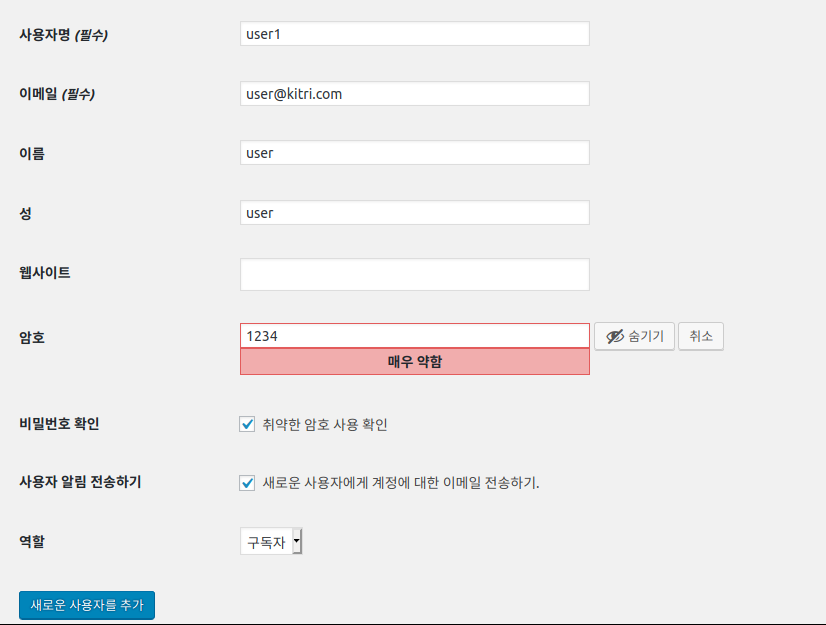 사용자명 (필수) user1
이메일 (필수) user@kitri.com
이름 user
성 user
웹사이트
암호 1234 숨기기 취소
매우 약함
비밀번호 확인 취약한 암호 사용 확인
사용자 알림 전송하기 새로운 사용자에게 계정에 대한 이메일 전송하기.
역할 구독자
새로운 사용자를 추가